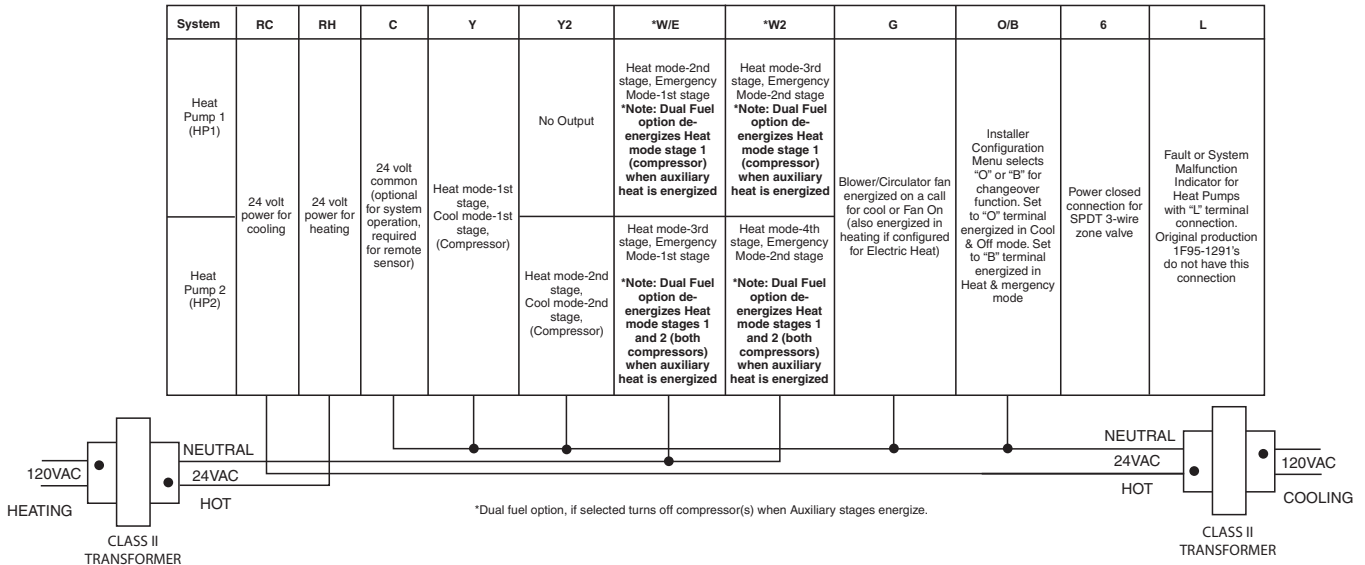 System RC RH C Y Y2 *W/E *W2 G O/B 6 L
Heat
Pump 1
(HP1)
Heat
Pump 2
(HP2)
24 volt
power for
cooling
24 volt
power for
heating
24 volt
common
(optional
for system
operation,
required
for remote
sensor)
Heat mode-1st
stage,
Cool mode-1st
stage,
(Compressor)
No Output
Heat mode-2nd
stage,
Cool mode-2nd
stage,
(Compressor)
Heat mode-2nd
stage, Emergency
Mode-1st stage
*Note: Dual Fuel
option de-
energizes Heat
mode stage 1
(compressor)
when auxiliary
heat is energized
Heat mode-3rd
stage, Emergency
Mode-1st stage
*Note: Dual Fuel
option de-
energizes Heat
mode stages 1
and 2 (both
compressors)
when auxiliary
heat is energized
Heat mode-3rd
stage, Emergency
Mode-2nd stage
*Note: Dual Fuel
option de-
energizes Heat
mode stage 1
(compressor)
when auxiliary
heat is energized
Heat mode-4th
stage, Emergency
Mode-2nd stage
*Note: Dual Fuel
option de-
energizes Heat
mode stages 1
and 2 (both
compressors)
when auxiliary
heat is energized
Blower/Circulator fan
energized on a call
for cool or Fan On
(also energized in
heating if configured
for Electric Heat)
Installer
Configuration
Menu selects
“O” or “B” for
changeover
function. Set
to “O” terminal
energized in Cool
& Off mode. Set
to “B” terminal
energized in
Heat & mergency
mode
Power closed
connection for
SPDT 3-wire
zone valve
Fault or System
Malfunction
Indicator for
Heat Pumps
with “L” terminal
connection.
Original production
1F95-1291's
do not have this
connection
120VAC
HEATING
NEUTRAL
24VAC
HOT
CLASS II
TRANSFORMER
*Dual fuel option, if selected turns off compressor(s) when Auxiliary stages energize.
NEUTRAL
24VAC
HOT
120VAC
COOLING
CLASS II
TRANSFORMER